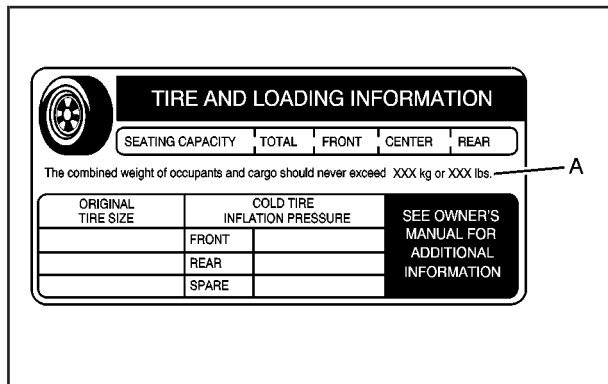 TIRE AND LOADING INFORMATION
SEATING CAPACITY TOTAL FRONT CENTER REAR
The combined weight of occupants and cargo should never exceed XXX kg or XXX lbs.
A
ORIGINAL
TIRE SIZE
COLD TIRE
INFLATION PRESSURE
FRONT
REAR
SPARE
SEE OWNER'S
MANUAL FOR
ADDITIONAL
INFORMATION